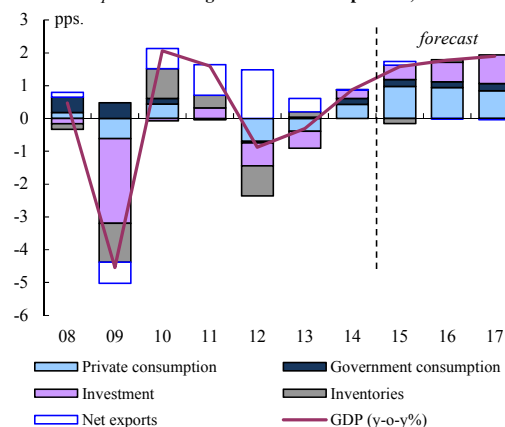 pps.
forecast
3
2
1
0
-1
-2
-3
-4
-5
-6
08 09 10 11 12 13 14 15 16 17
Private consumption Government consumption
Investment Inventories
Net exports GDP (y-o-y%)